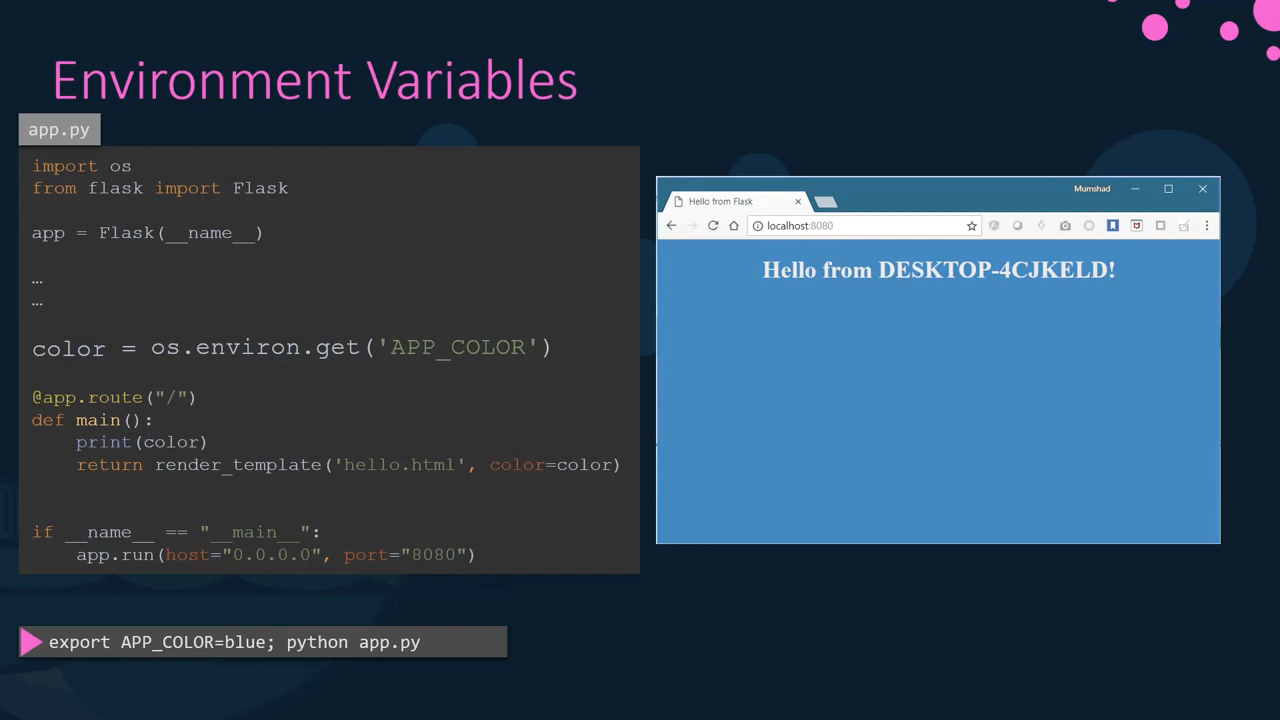 Environment Variables
app.py
import os
from flask import Flask
app = Flask(__name__)
…
…
color = os.environ.get('APP_COLOR')
@app.route("/")
def main():
    print(color)
    return render_template('hello.html', color=color)
if __name__ == "__main__":
    app.run(host="0.0.0.0", port="8080")
export APP_COLOR=blue; python app.py
Mumshad
Hello from Flask
localhost:8080
Hello from DESKTOP-4CJKELD!